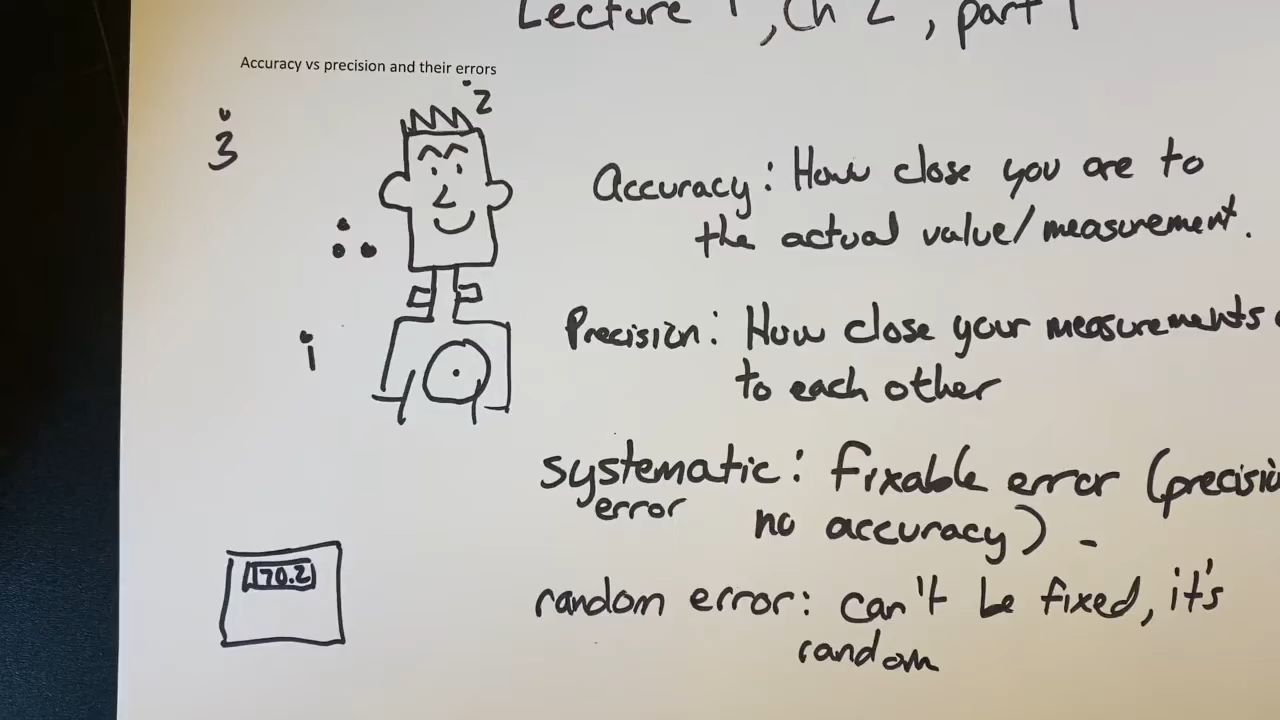 Lecture 1, Ch 2, part 1
Accuracy vs precision and their errors
2
3
Accuracy: How close you are to
the actual value/measurement.
Precision: How close your measurements
to each other
1
systematic: fixable error (precisio
error no accuracy) -
170.2
random error: can't be fixed, it's
random